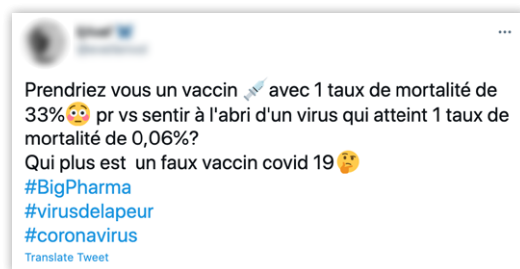 Prendriez vous un vaccin 💉 avec 1 taux de mortalité de
33%😳 pr vs sentir à l'abri d'un virus qui atteint 1 taux de
mortalité de 0,06%?
Qui plus est un faux vaccin covid 19🤔
#BigPharma
#virusdelapeur
#coronavirus
Translate Tweet